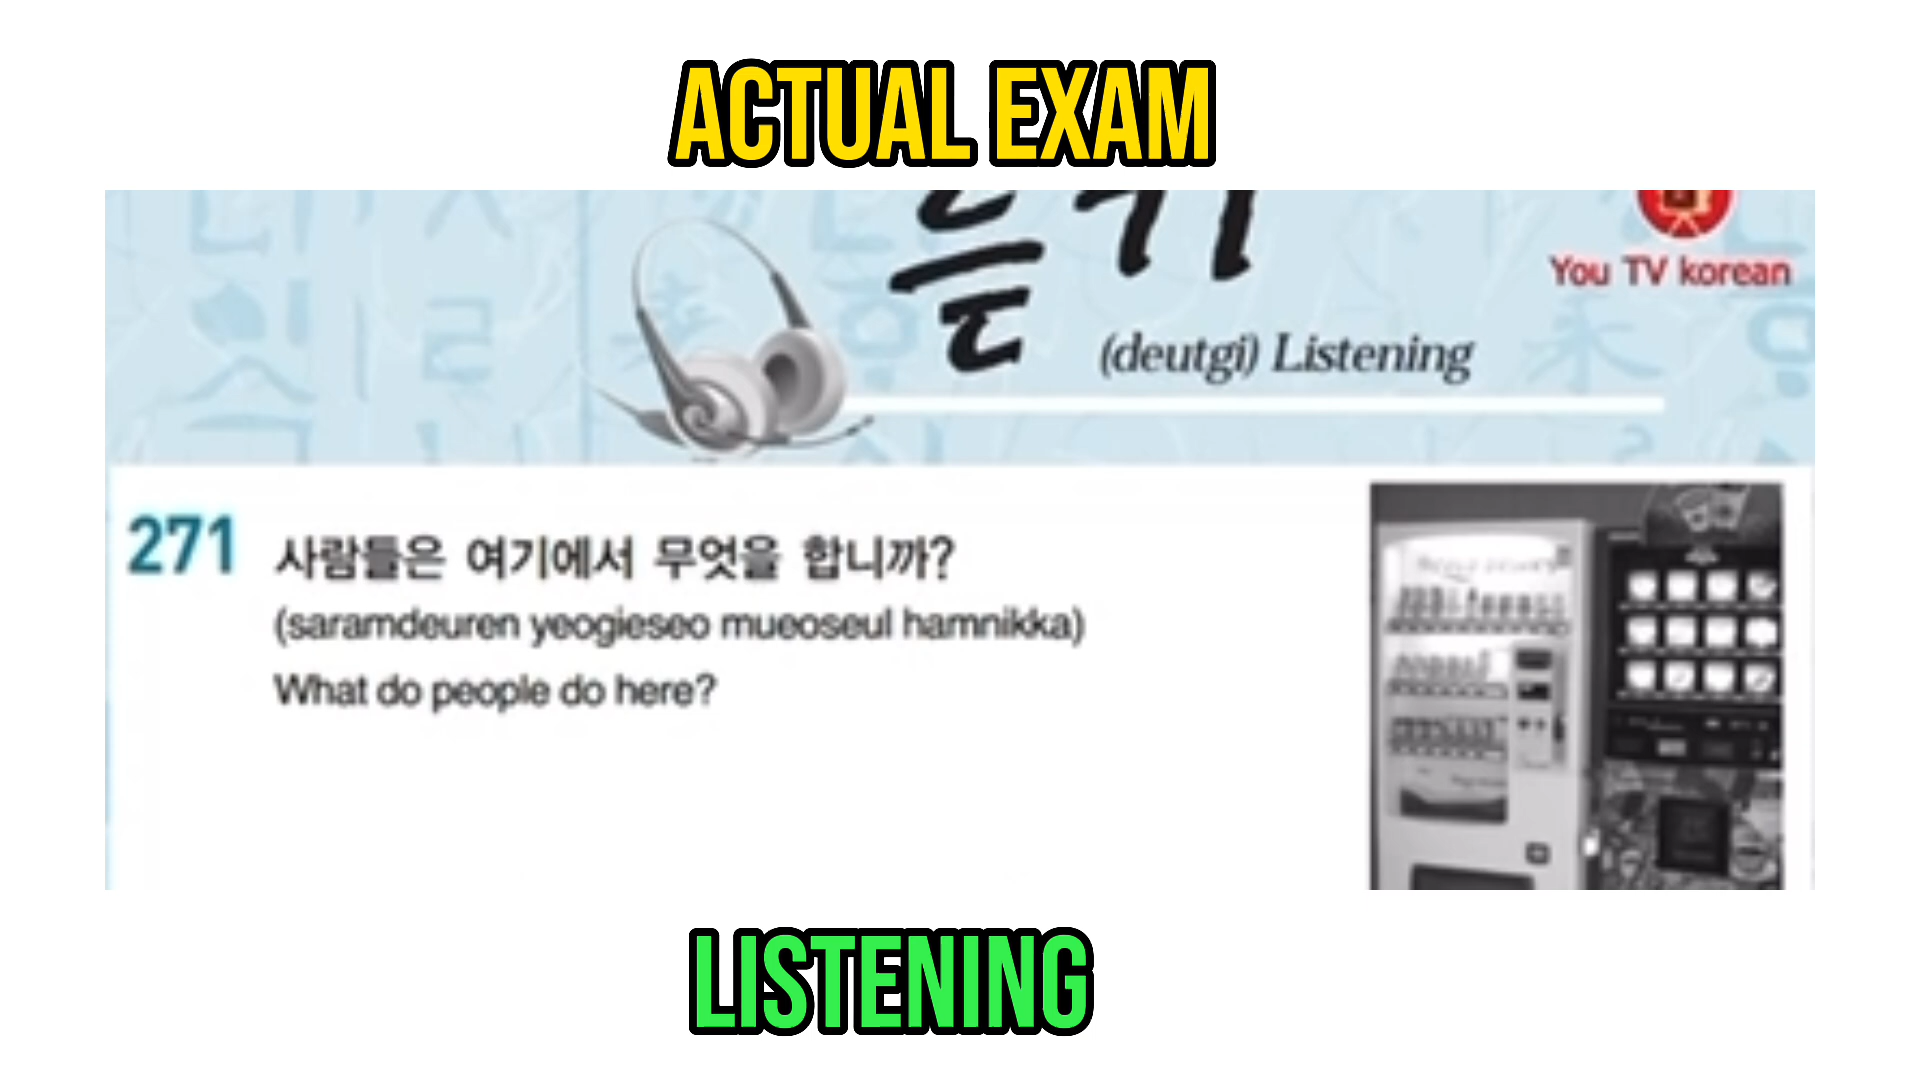 ACTUAL EXAM
듣기
You TV korean
(deutgi) Listening
271 사람들은 여기에서 무엇을 합니까?
(saramdeuren yeogieseo mueoseul hamnikka)
What do people do here?
LISTENING